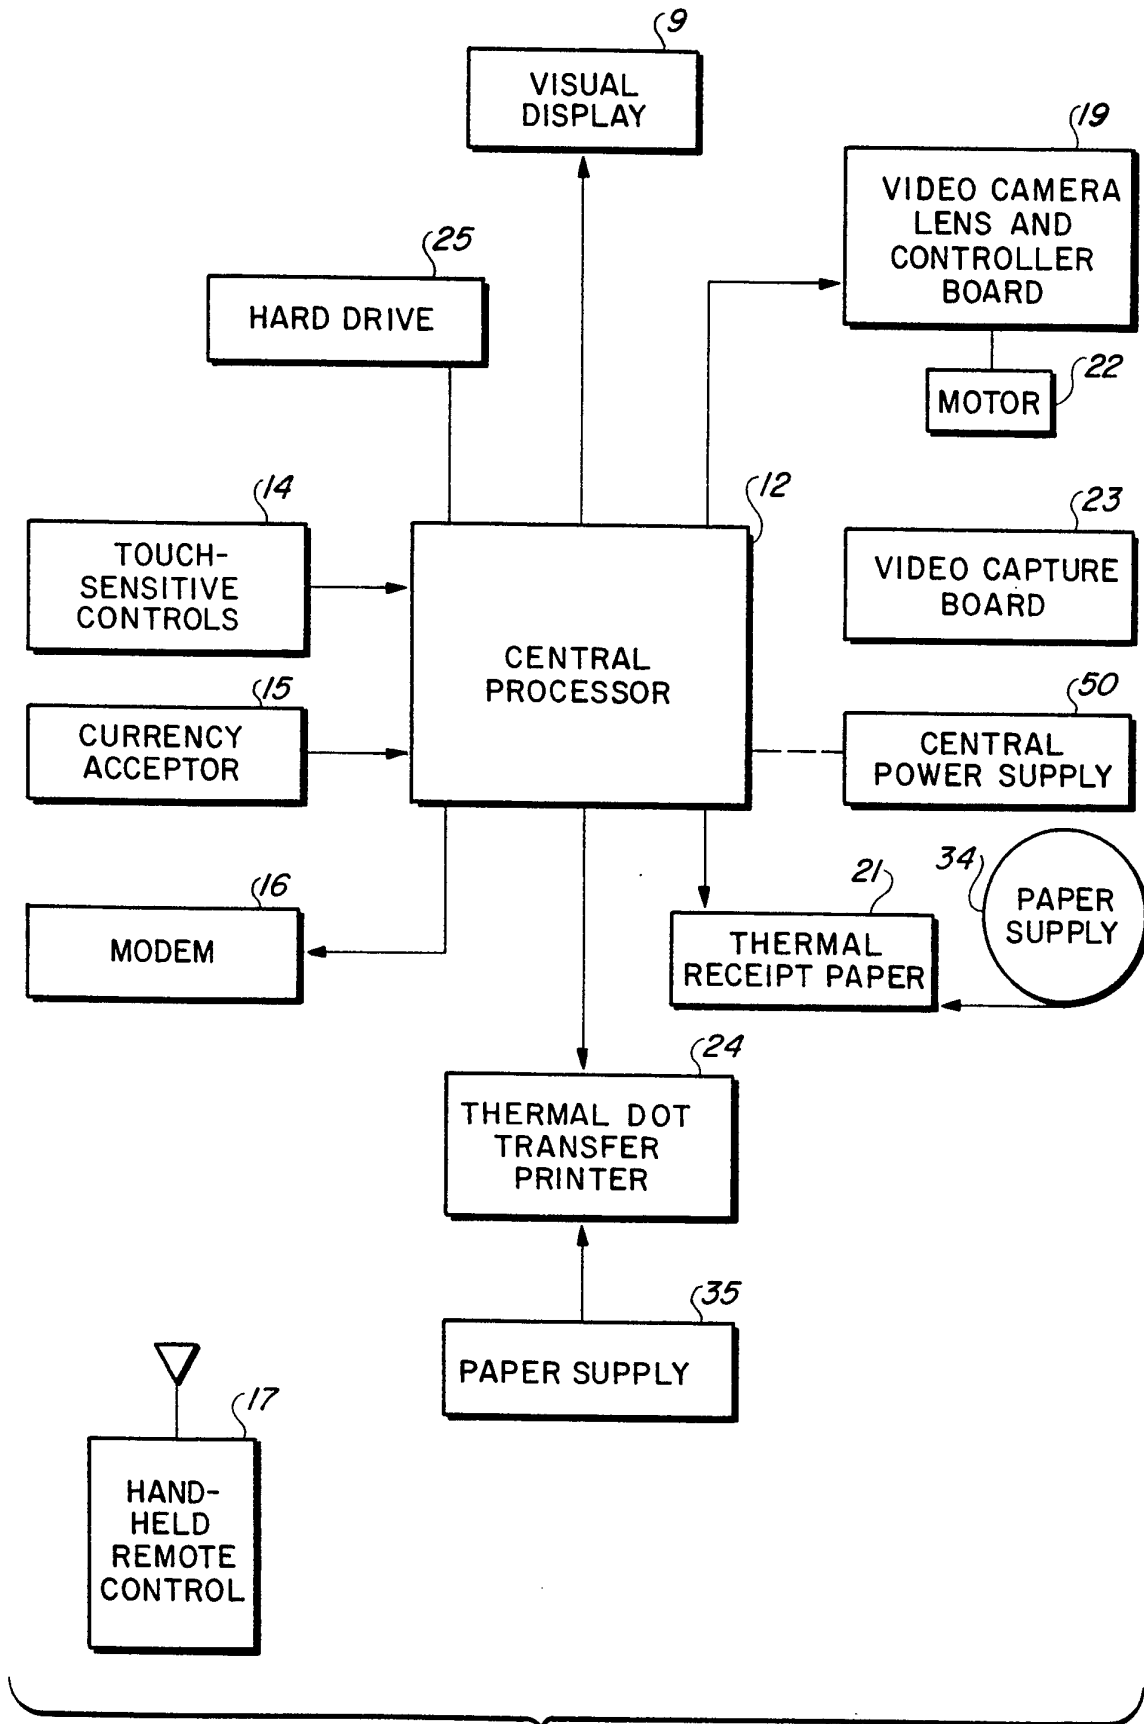 9
VISUAL
DISPLAY
19
VIDEO CAMERA
LENS AND
CONTROLLER
BOARD
25
HARD DRIVE
22
MOTOR
14
TOUCH-
SENSITIVE
CONTROLS
12
CENTRAL
PROCESSOR
23
VIDEO CAPTURE
BOARD
15
CURRENCY
ACCEPTOR
50
CENTRAL
POWER SUPPLY
16
MODEM
21
THERMAL
RECEIPT PAPER
34
PAPER
SUPPLY
24
THERMAL DOT
TRANSFER
PRINTER
35
PAPER SUPPLY
17
HAND-
HELD
REMOTE
CONTROL